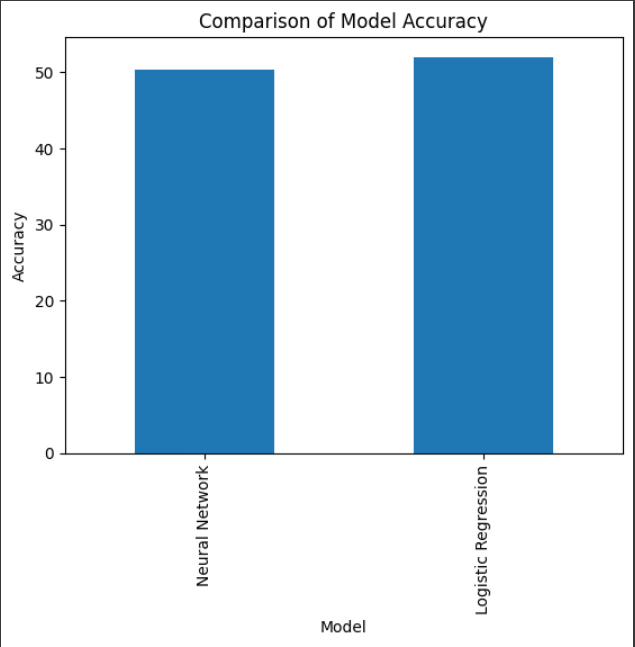 Comparison of Model Accuracy
50
40
30
20
10
0
Accuracy
Neural Network
Logistic Regression
Model